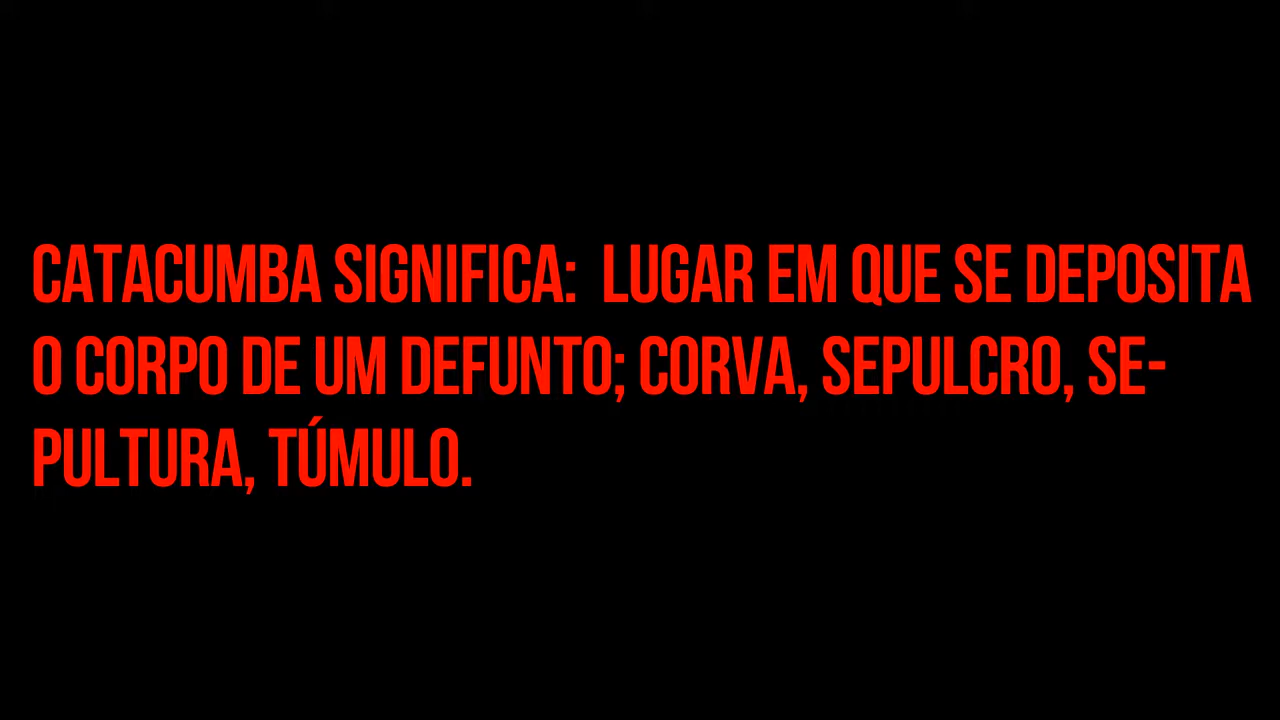 CATACUMBA SIGNIFICA:  LUGAR EM QUE SE DEPOSITA
O CORPO DE UM DEFUNTO; CORVA, SEPULCRO, SE-
PULTURA, TÚMULO.